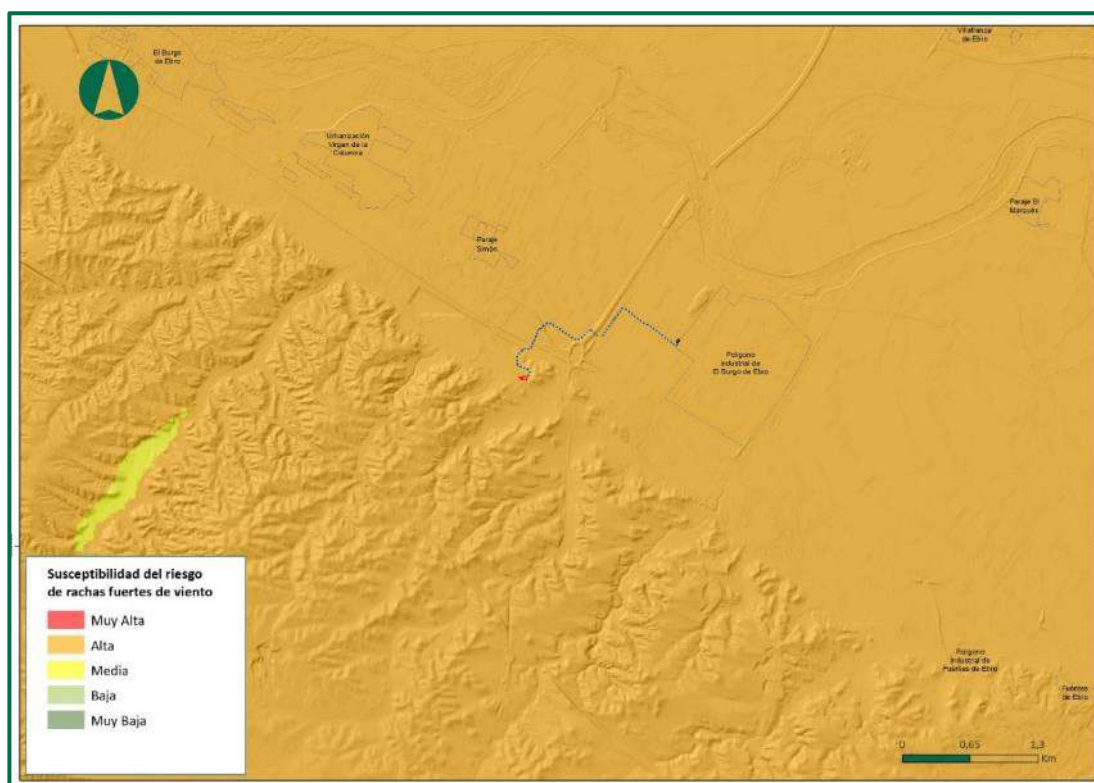 Villafranca
de Ebro
El Burgo
de Ebro
Urbanización
Virgen de la
Columna
Paraje El
Marqués
Paraje
Simón
Polígono
industrial de
El Burgo de Ebro
Susceptibilidad del riesgo
de rachas fuertes de viento
Muy Alta
Alta
Media
Baja
Muy Baja
Polígono
industrial de
Fuentes de Ebro
Fuentes
de Ebro
0 0,65 1,3
Km